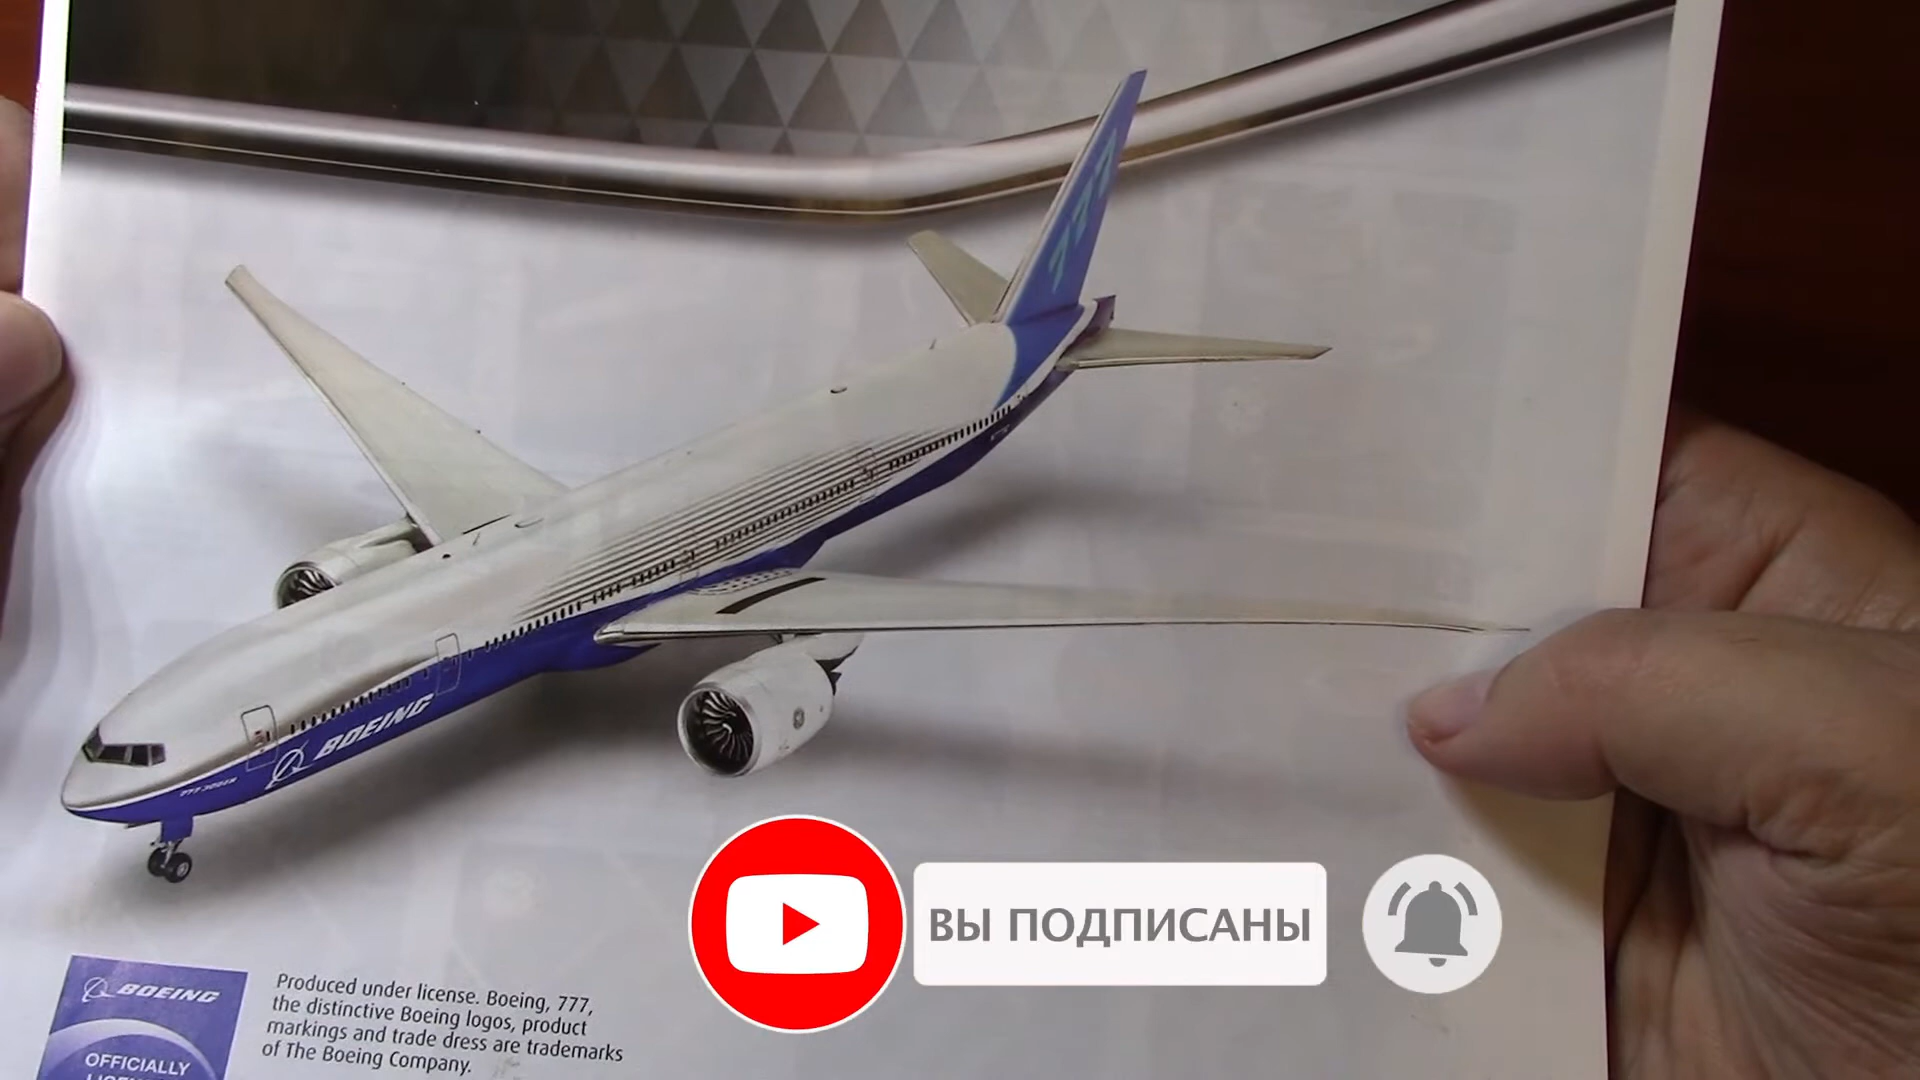 777
BOEING
BOEING
Produced under license. Boeing, 777,
the distinctive Boeing logos, product
markings and trade dress are trademarks
of The Boeing Company.
OFFICIALLY
ВЫ ПОДПИСАНЫ